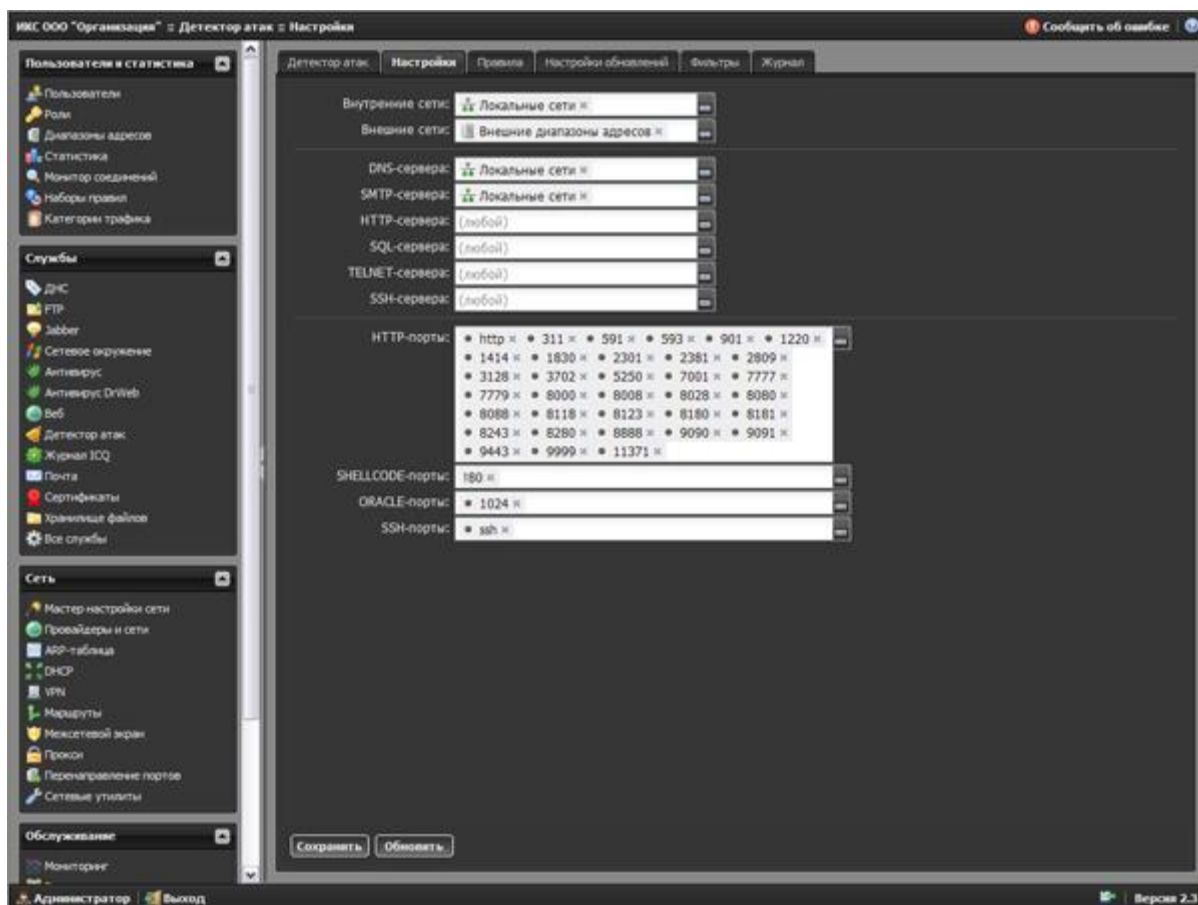 ИКС ООО "Организация" :: Детектор атак :: Настройки
Сообщить об ошибке
Пользователи и статистика
Пользователи
Роли
Диапазоны адресов
Статистика
Монитор соединений
Наборы правил
Категории трафика
Службы
ДНС
FTP
Jabber
Сетевое окружение
Антивирус
Антивирус DrWeb
Веб
Детектор атак
Журнал ICQ
Почта
Сертификаты
Хранилище файлов
Все службы
Сеть
Мастер настройки сети
Провайдеры и сети
ARP-таблица
DHCP
VPN
Маршруты
Межсетевой экран
Прокси
Перенаправление портов
Сетевые утилиты
Обслуживание
Мониторинг
Детектор атак Настройки Правила Настройки обновлений Фильтры Журнал
Внутренние сети: Локальные сети ×
Внешние сети: Внешние диапазоны адресов ×
DNS-сервера: Локальные сети ×
SMTP-сервера: Локальные сети ×
HTTP-сервера: (любой)
SQL-сервера: (любой)
TELNET-сервера: (любой)
SSH-сервера: (любой)
HTTP-порты: • http × • 311 × • 591 × • 593 × • 901 × • 1220 ×
• 1414 × • 1830 × • 2301 × • 2381 × • 2809 ×
• 3128 × • 3702 × • 5250 × • 7001 × • 7777 ×
• 7779 × • 8000 × • 8008 × • 8028 × • 8080 ×
• 8088 × • 8118 × • 8123 × • 8180 × • 8181 ×
• 8243 × • 8280 × • 8888 × • 9090 × • 9091 ×
• 9443 × • 9999 × • 11371 ×
SHELLCODE-порты: !80 ×
ORACLE-порты: • 1024 ×
SSH-порты: • ssh ×
Сохранить Обновить
Администратор Выход
Версия 2.3